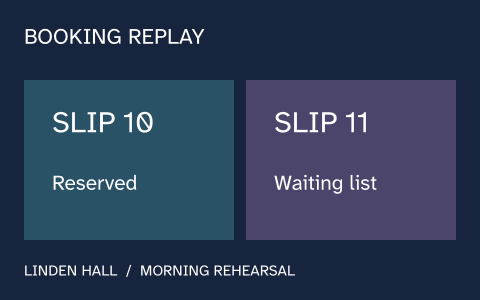 BOOKING REPLAY
SLIP 10
Reserved
SLIP 11
Waiting list
LINDEN HALL / MORNING REHEARSAL